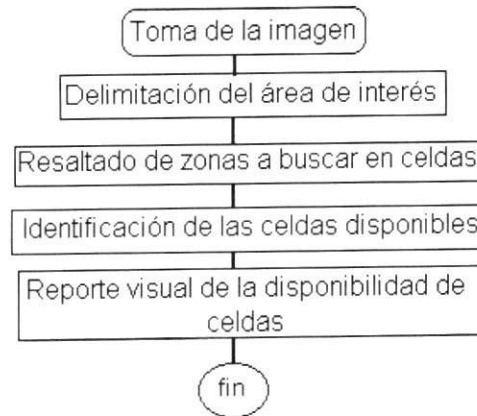 Toma de la imagen
Delimitación del área de interés
Resaltado de zonas a buscar en celdas
Identificación de las celdas disponibles
Reporte visual de la disponibilidad de
celdas
fin